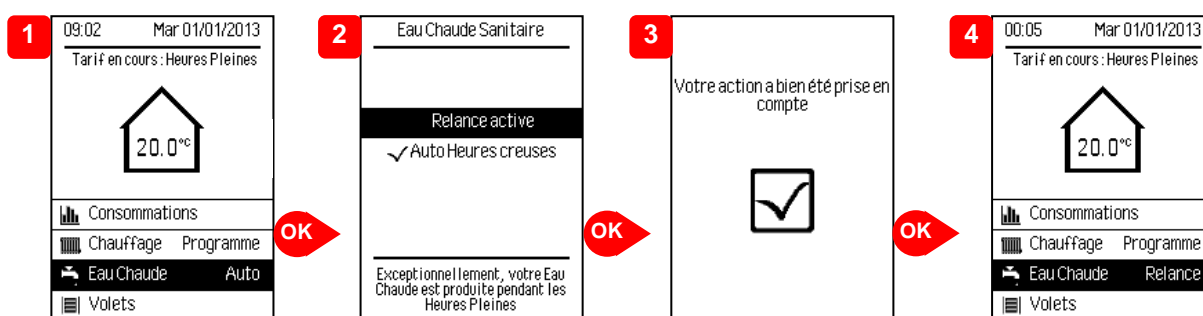 1
09:02 Mar 01/01/2013
Tarif en cours : Heures Pleines
20.0°C
Consommations
Chauffage Programme
Eau Chaude Auto
Volets
OK
2
Eau Chaude Sanitaire
Relance active
✓ Auto Heures creuses
Exceptionnellement, votre Eau
Chaude est produite pendant les
Heures Pleines
OK
3
Votre action a bien été prise en
compte
OK
4
00:05 Mar 01/01/2013
Tarif en cours : Heures Pleines
20.0°C
Consommations
Chauffage Programme
Eau Chaude Relance
Volets